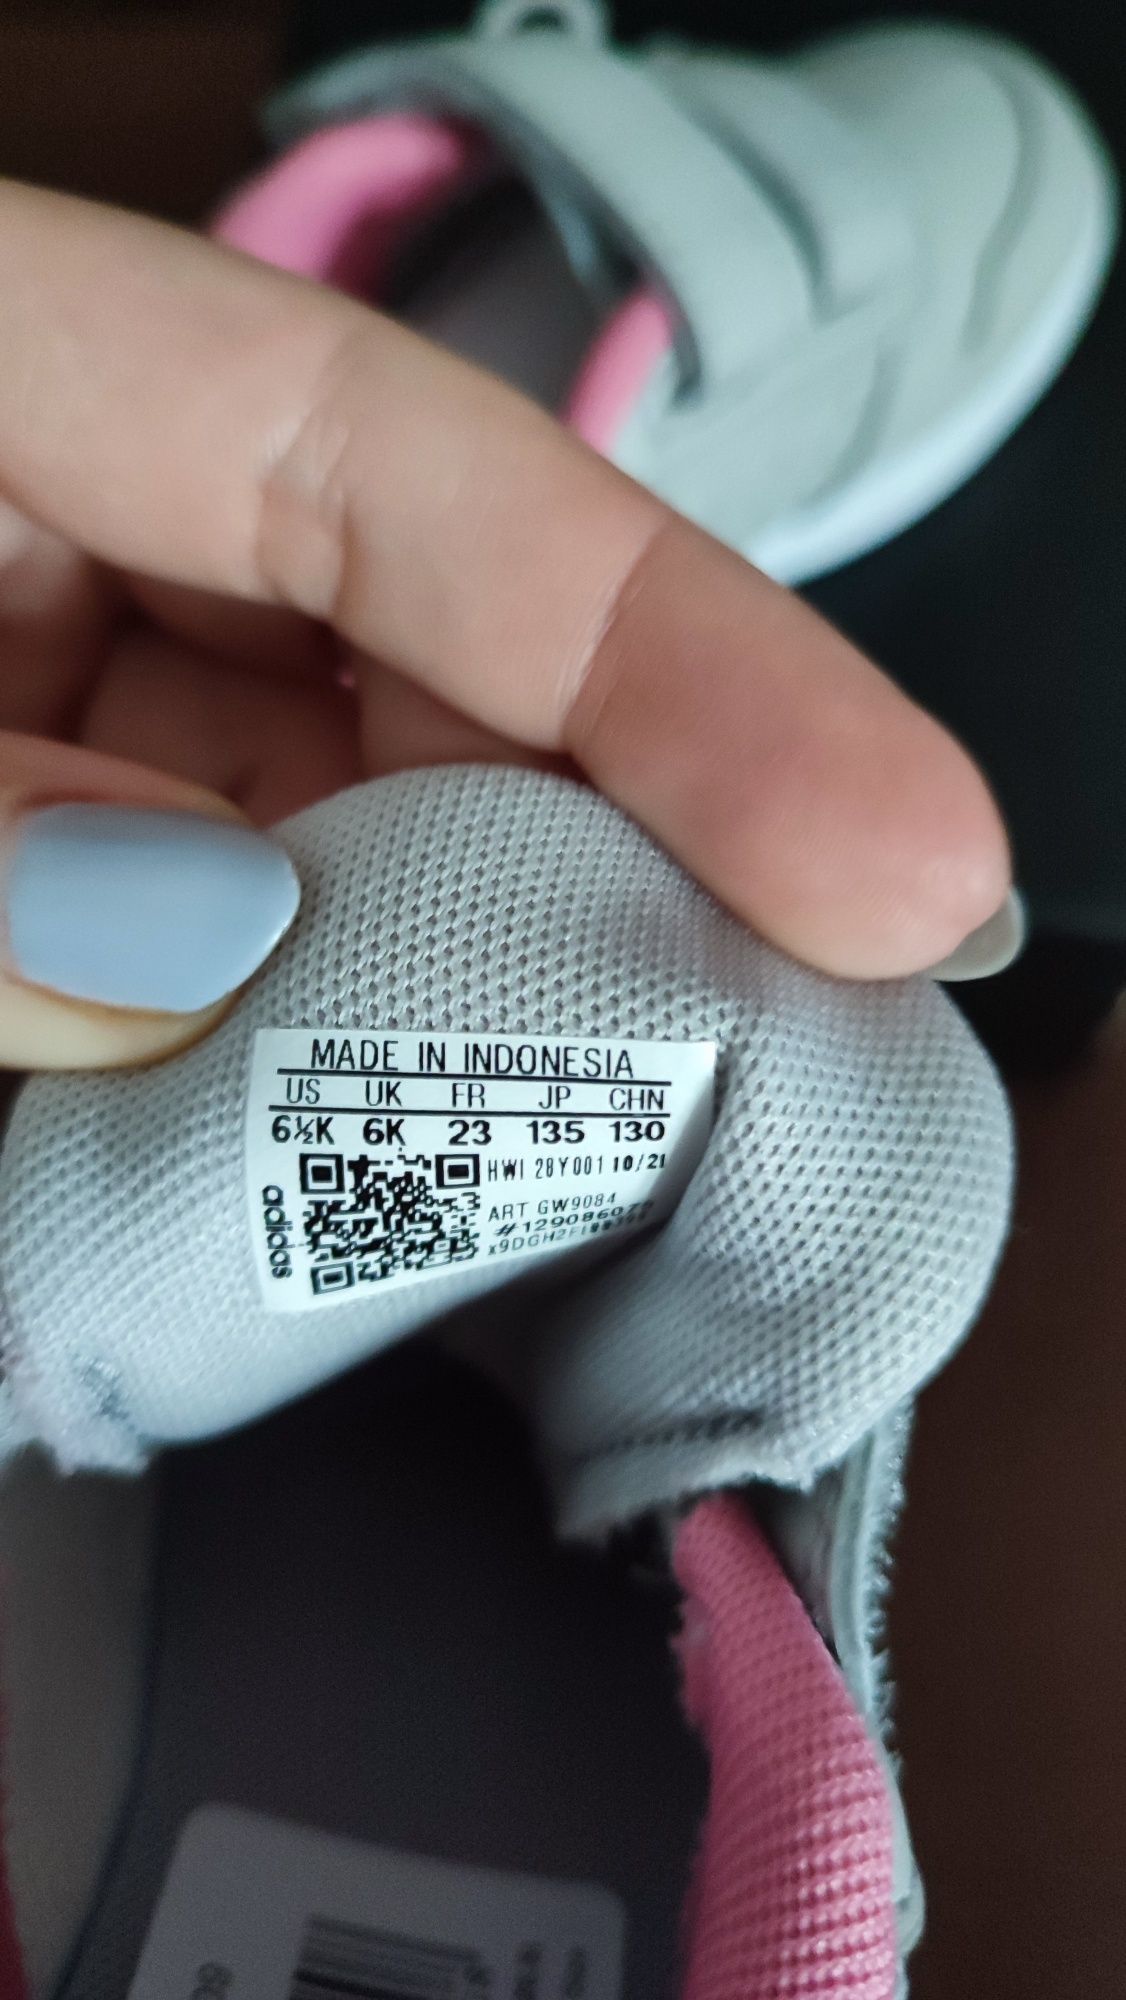 MADE IN INDONESIA
US UK FR JP CHN
6½K 6K 23 135 130
HWI 28Y001 10/21
ART GW9084
adidas